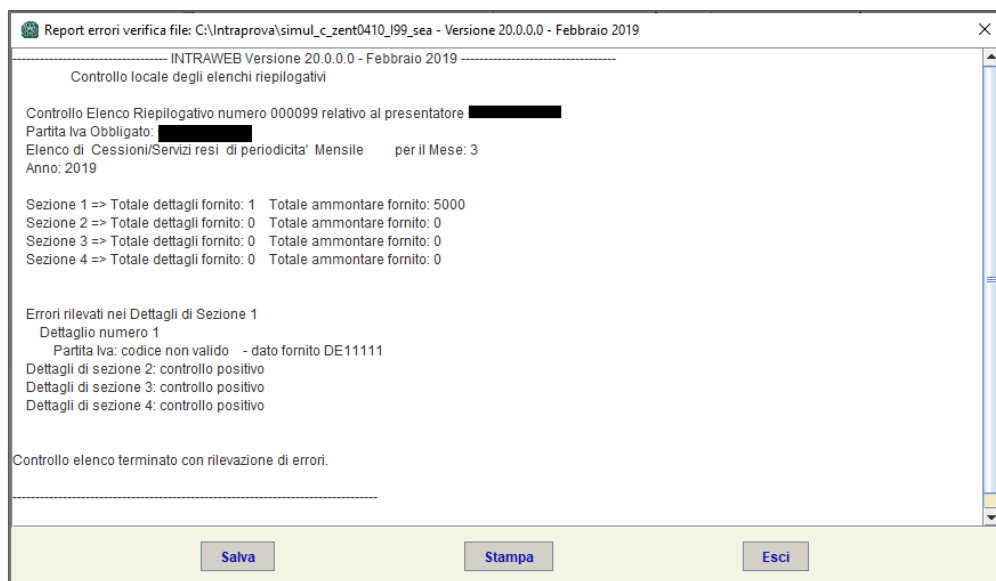 Report errori verifica file: C:\Intraprova\simul_c_zent0410_I99_sea - Versione 20.0.0.0 - Febbraio 2019
---------------------------------- INTRAWEB Versione 20.0.0.0 - Febbraio 2019 ----------------------------------
Controllo locale degli elenchi riepilogativi
Controllo Elenco Riepilogativo numero 000099 relativo al presentatore
Partita Iva Obbligato:
Elenco di Cessioni/Servizi resi di periodicita' Mensile per il Mese: 3
Anno: 2019
Sezione 1 => Totale dettagli fornito: 1 Totale ammontare fornito: 5000
Sezione 2 => Totale dettagli fornito: 0 Totale ammontare fornito: 0
Sezione 3 => Totale dettagli fornito: 0 Totale ammontare fornito: 0
Sezione 4 => Totale dettagli fornito: 0 Totale ammontare fornito: 0
Errori rilevati nei Dettagli di Sezione 1
Dettaglio numero 1
Partita Iva: codice non valido - dato fornito DE11111
Dettagli di sezione 2: controllo positivo
Dettagli di sezione 3: controllo positivo
Dettagli di sezione 4: controllo positivo
Controllo elenco terminato con rilevazione di errori.
--------------------------------------------------------------------------------
Salva Stampa Esci